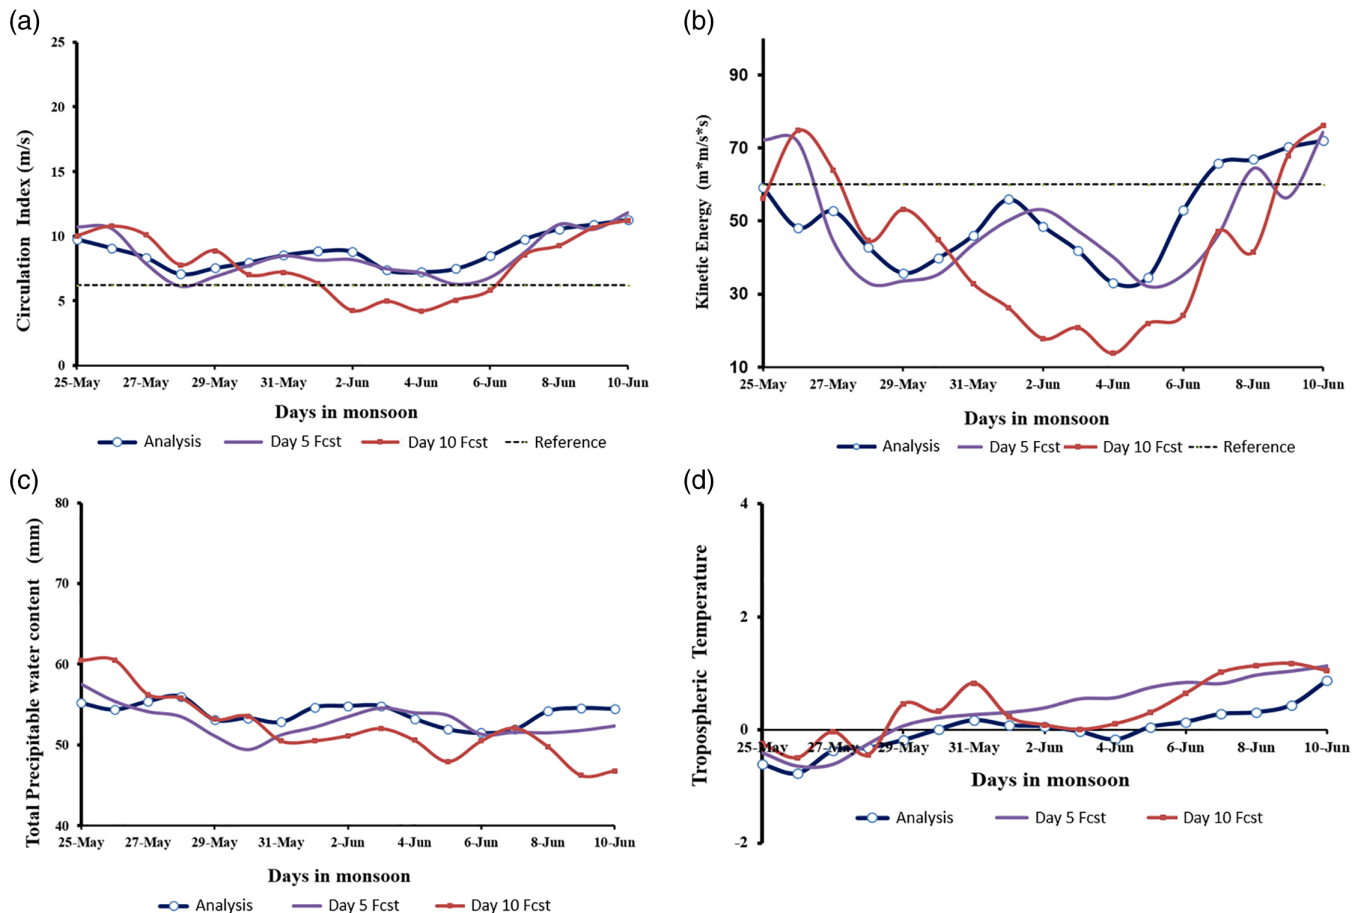 (a)
25
20
15
10
5
0
Circulation Index (m/s)
25-May 27-May 29-May 31-May 2-Jun 4-Jun 6-Jun 8-Jun 10-Jun
Days in monsoon
Analysis Day 5 Fcst Day 10 Fcst Reference
(b)
90
70
50
30
10
Kinetic Energy (m*m/s*s)
25-May 27-May 29-May 31-May 2-Jun 4-Jun 6-Jun 8-Jun 10-Jun
Days in monsoon
Analysis Day 5 Fcst Day 10 Fcst Reference
(c)
80
70
60
50
40
Total Precipitable water content (mm)
25-May 27-May 29-May 31-May 2-Jun 4-Jun 6-Jun 8-Jun 10-Jun
Days in monsoon
Analysis Day 5 Fcst Day 10 Fcst
(d)
4
2
0
-2
Tropospheric Temperature
25-May 27-May 29-May 31-May 2-Jun 4-Jun 6-Jun 8-Jun 10-Jun
Days in monsoon
Analysis Day 5 Fcst Day 10 Fcst